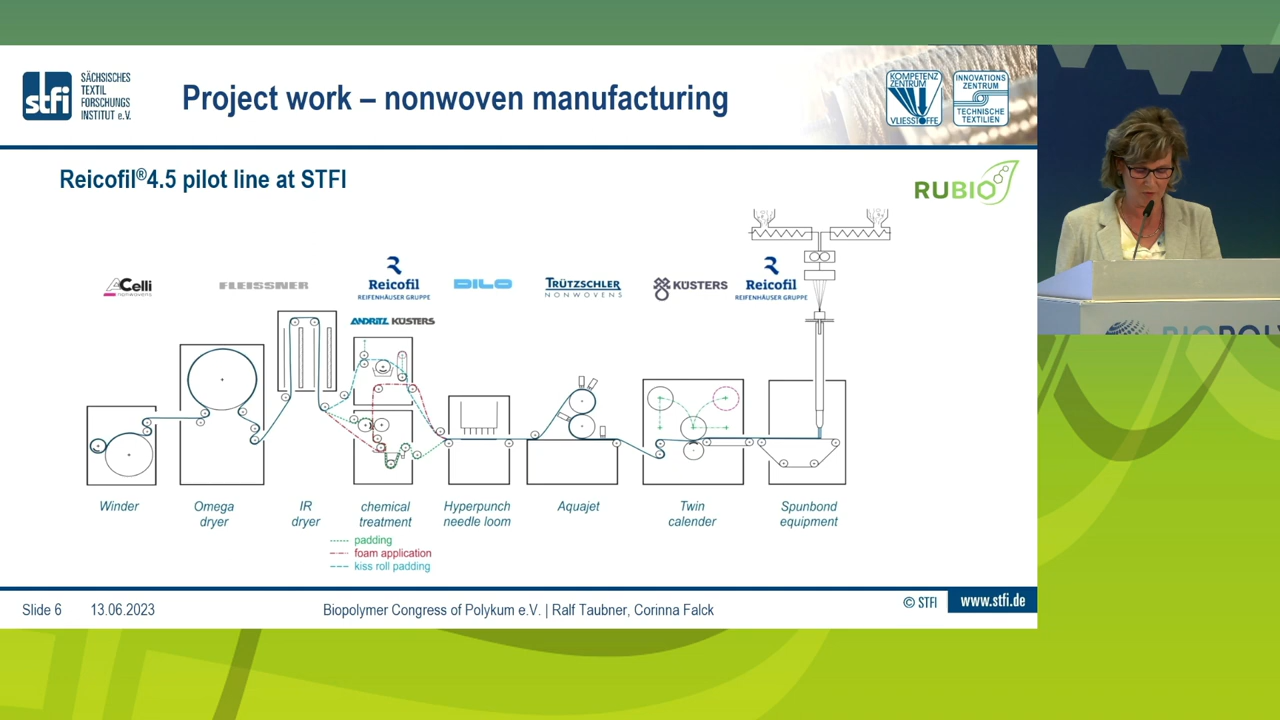 stfi
SÄCHSISCHES
TEXTIL
FORSCHUNGS
INSTITUT e.V.
Project work – nonwoven manufacturing
KOMPETENZ
ZENTRUM
VLIESSTOFFE
INNOVATIONS
ZENTRUM
TECHNISCHE
TEXTILIEN
Reicofil®4.5 pilot line at STFI
RUBIO
ACelli
nonwovens
FLEISSNER
Reicofil
REIFENHÄUSER GRUPPE
ANDRITZ KÜSTERS
DILO
TRÜTZSCHLER
NONWOVENS
KÜSTERS
Reicofil
REIFENHÄUSER GRUPPE
Winder
Omega
dryer
IR
dryer
chemical
treatment
Hyperpunch
needle loom
Aquajet
Twin
calender
Spunbond
equipment
padding
foam application
kiss roll padding
Slide 6
13.06.2023
Biopolymer Congress of Polykum e.V. | Ralf Taubner, Corinna Falck
© STFI
www.stfi.de
BIOPOLY